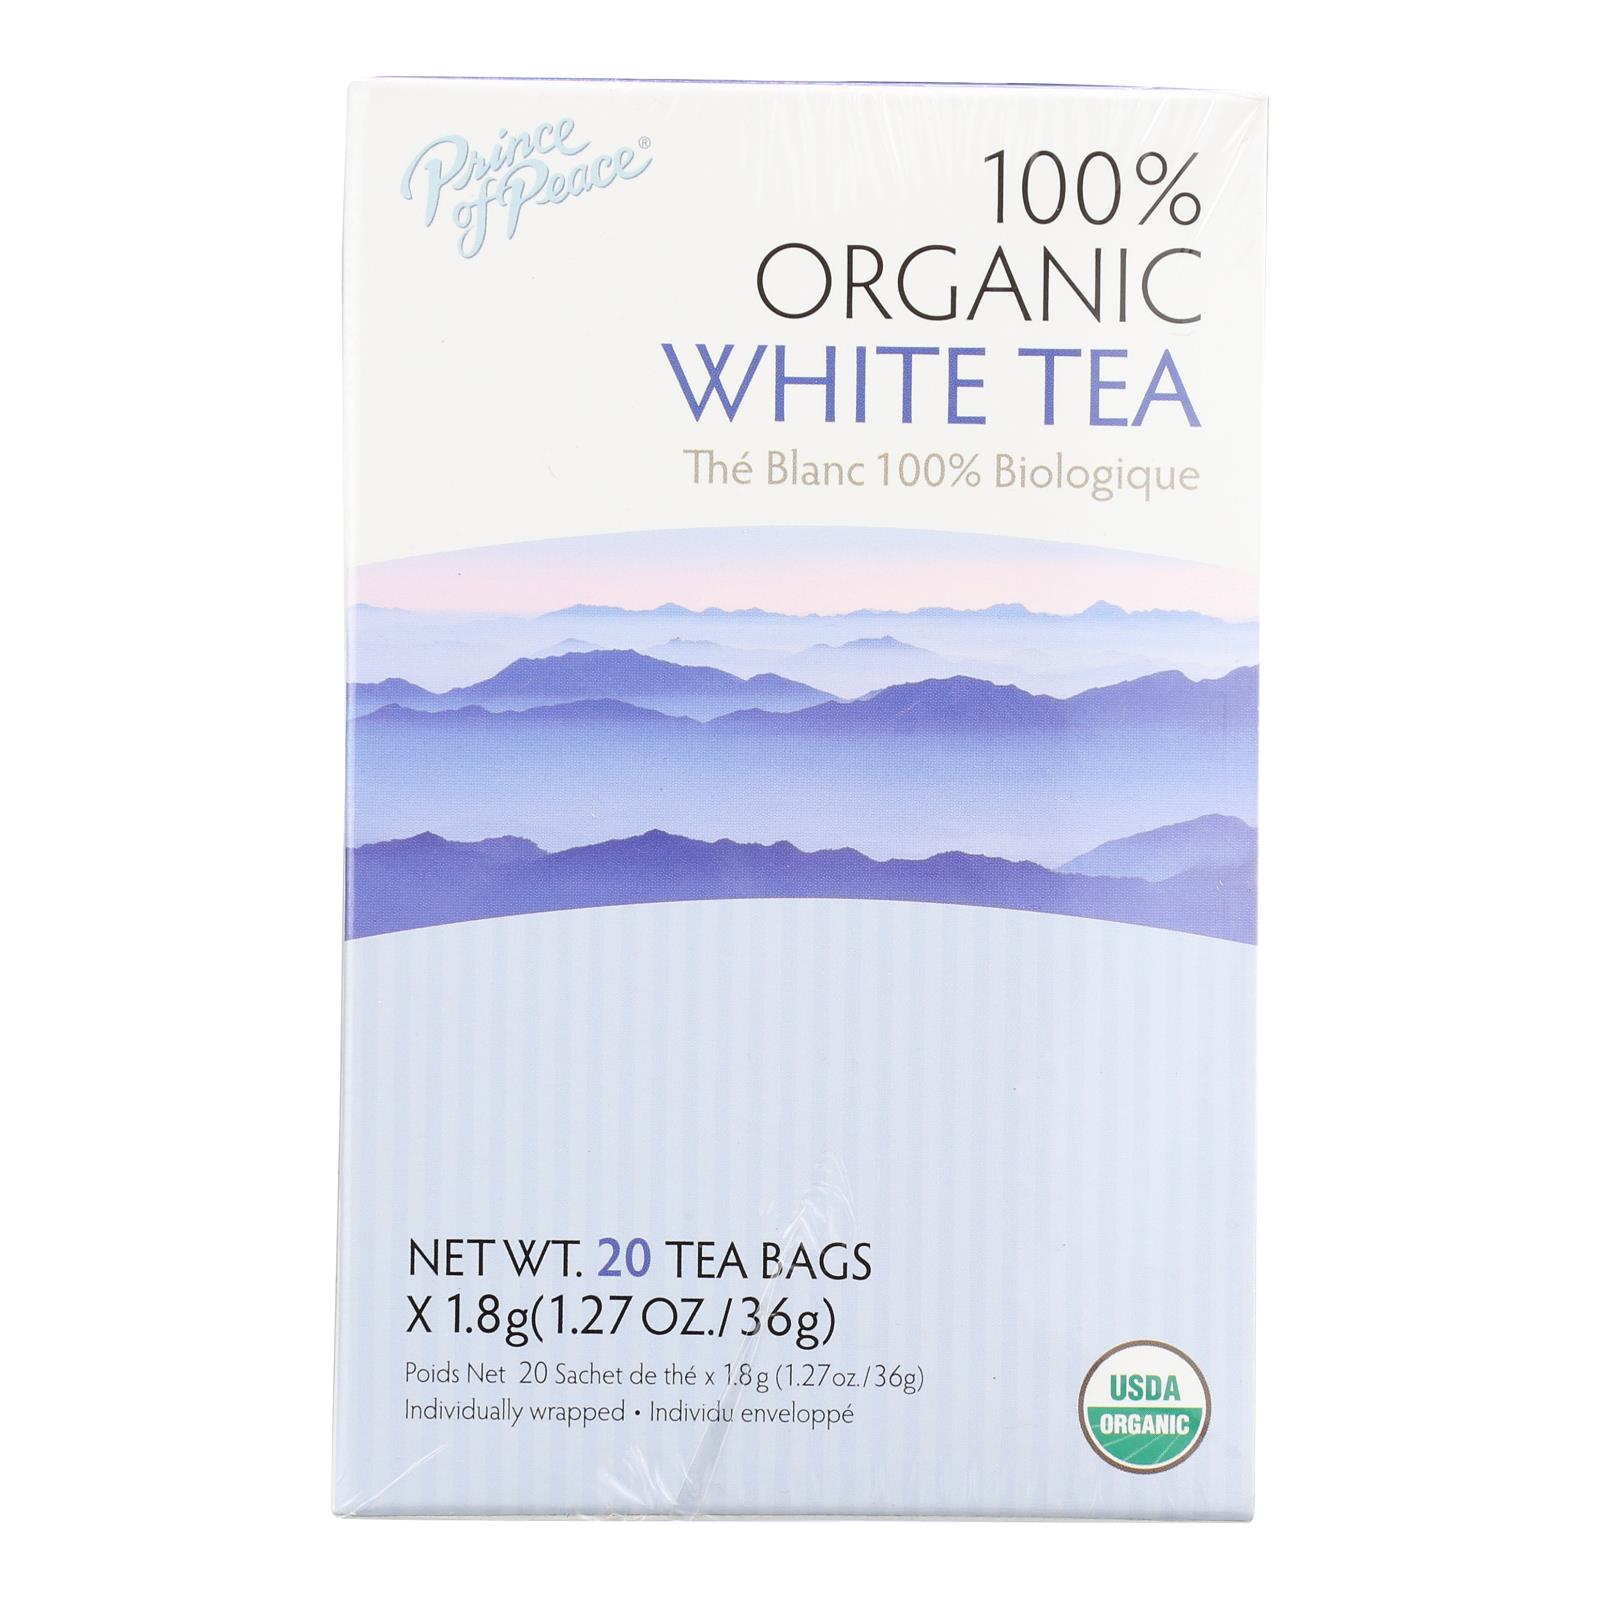 Prince
of Peace®
100%
ORGANIC
WHITE TEA
Thé Blanc 100% Biologique
NET WT. 20 TEA BAGS
X 1.8g(1.27 OZ./36g)
Poids Net 20 Sachet de thé x 1.8g (1.27oz./36g)
Individually wrapped • Individu enveloppé
USDA
ORGANIC